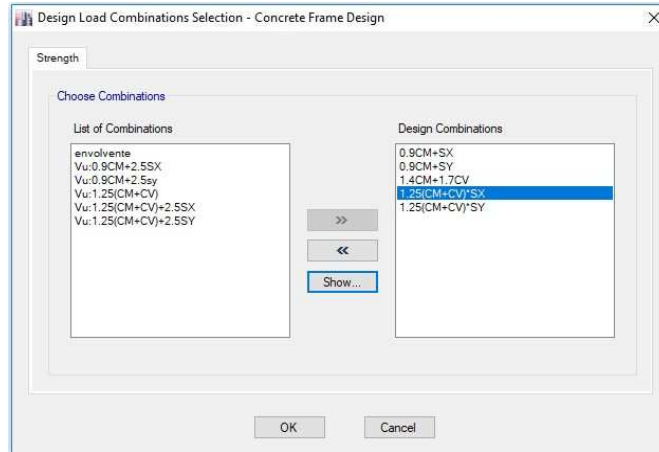 Design Load Combinations Selection - Concrete Frame Design
Strength
Choose Combinations
List of Combinations
envolvente
Vu:0.9CM+2.5SX
Vu:0.9CM+2.5sy
Vu:1.25(CM+CV)
Vu:1.25(CM+CV)+2.5SX
Vu:1.25(CM+CV)+2.5SY
>>
<<
Show...
Design Combinations
0.9CM+SX
0.9CM+SY
1.4CM+1.7CV
1.25(CM+CV)*SX
1.25(CM+CV)*SY
OK
Cancel